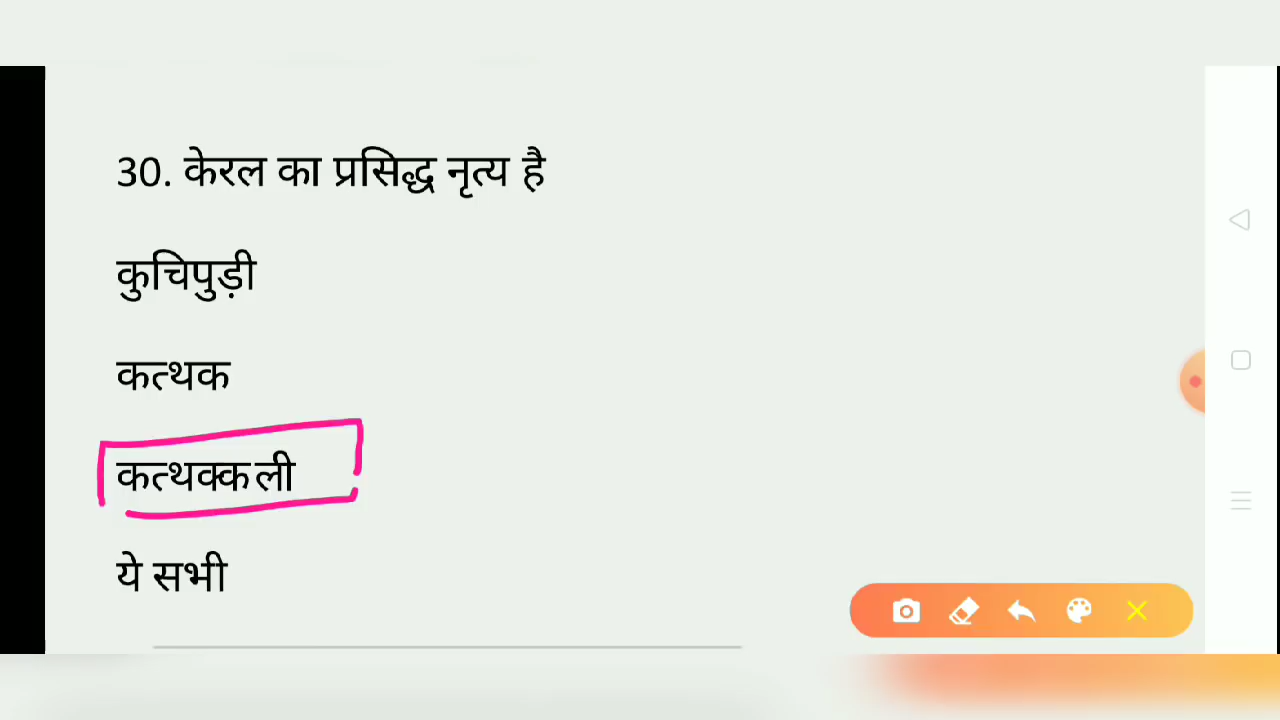 30. केरल का प्रसिद्ध नृत्य है
कुचिपुड़ी
कत्थक
कत्थक्कली
ये सभी